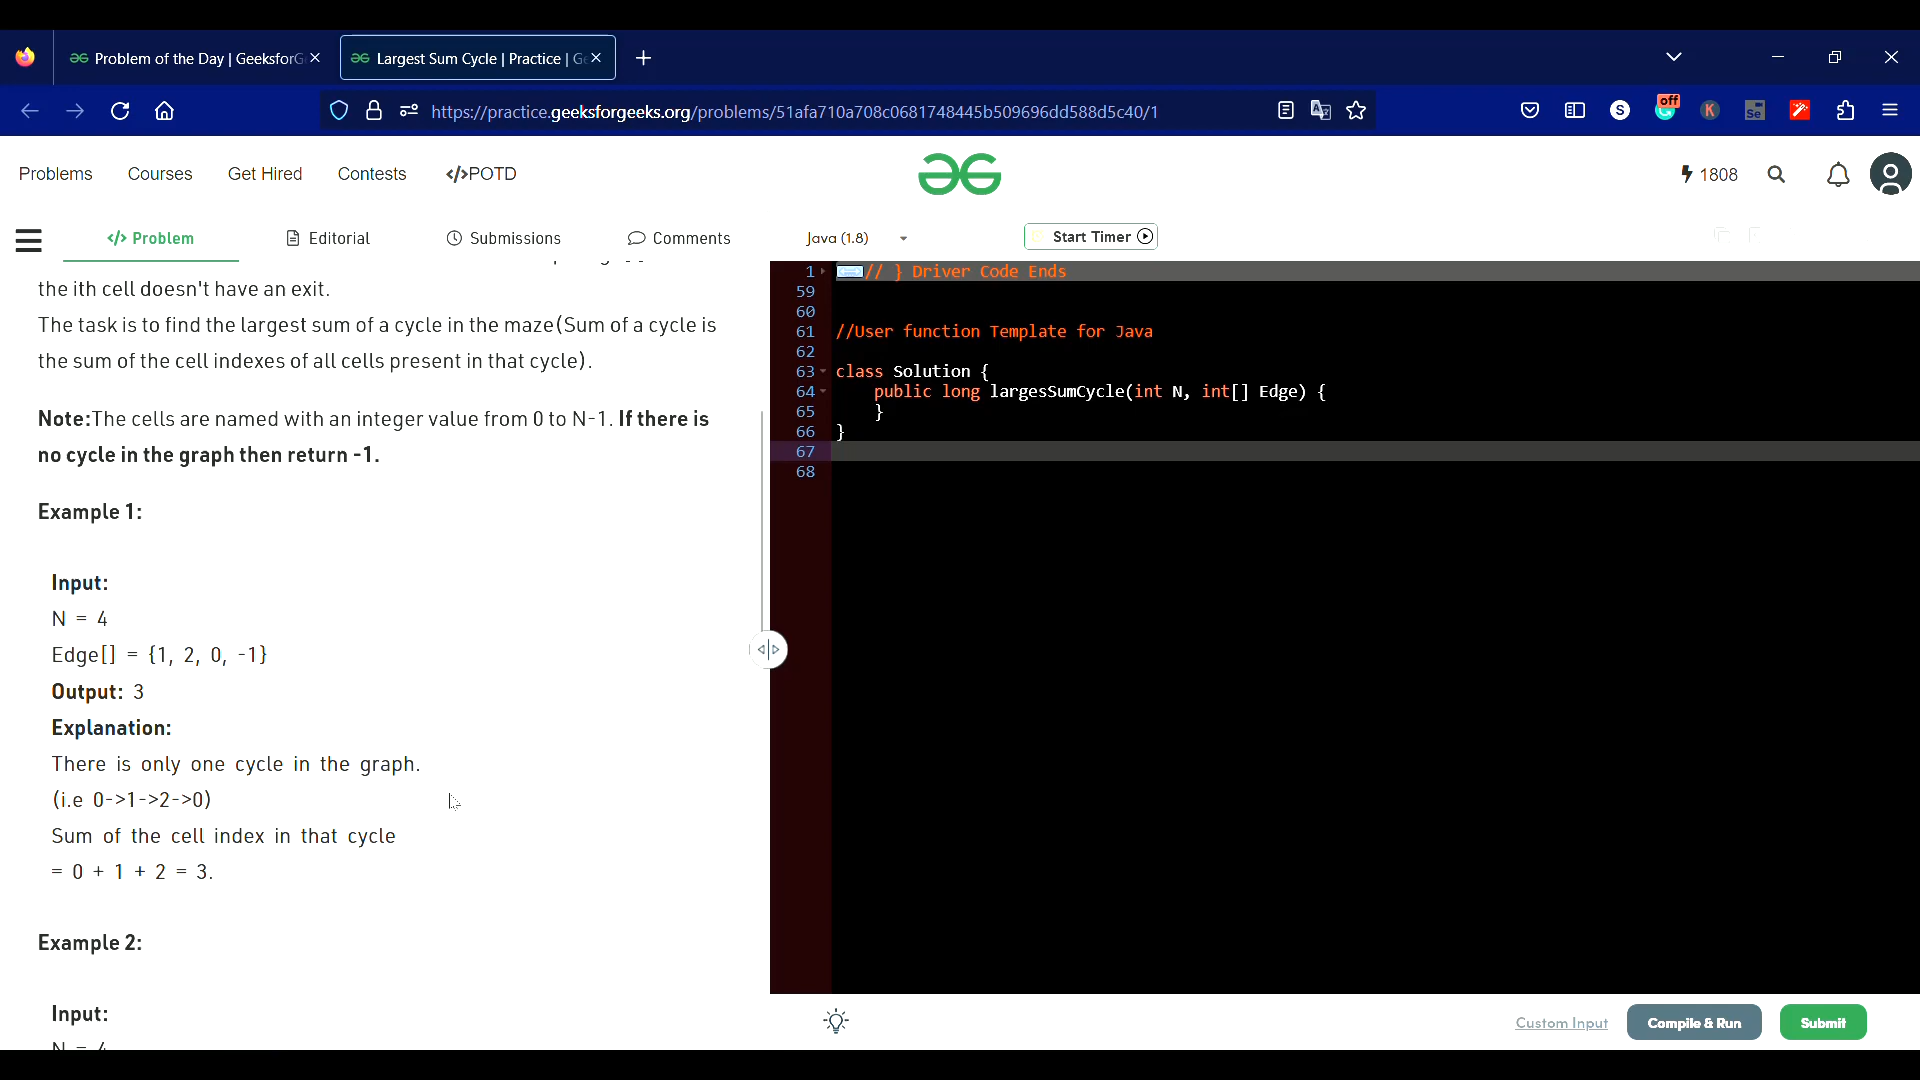 Problem of the Day | GeeksforG
Largest Sum Cycle | Practice | Ge
https://practice.geeksforgeeks.org/problems/51afa710a708c0681748445b509696dd588d5c40/1
S
off
K
Se
Problems
Courses
Get Hired
Contests
</>POTD
1808
</> Problem
Editorial
Submissions
Comments
Java (1.8)
Start Timer
the ith cell doesn't have an exit.
The task is to find the largest sum of a cycle in the maze(Sum of a cycle is
the sum of the cell indexes of all cells present in that cycle).
Note:The cells are named with an integer value from 0 to N-1. If there is
no cycle in the graph then return -1.
Example 1:
Input:
N = 4
Edge[] = {1, 2, 0, -1}
Output: 3
Explanation:
There is only one cycle in the graph.
(i.e 0->1->2->0)
Sum of the cell index in that cycle
= 0 + 1 + 2 = 3.
Example 2:
Input:
N = 4
1 // } Driver Code Ends
59
60
61 //User function Template for Java
62
63 class Solution {
64 public long largesSumCycle(int N, int[] Edge) {
65 }
66 }
67
68
Custom Input
Compile & Run
Submit